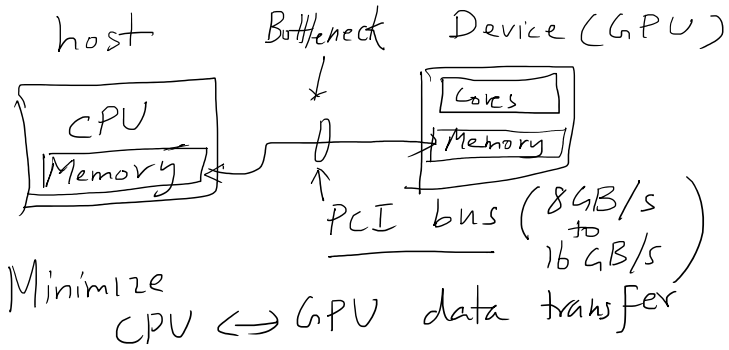 host
Bottleneck
Device (GPU)
CPU
Memory
Cores
Memory
PCI bus (8GB/s
to
16 GB/s)
Minimize
CPU <=> GPU data transfer